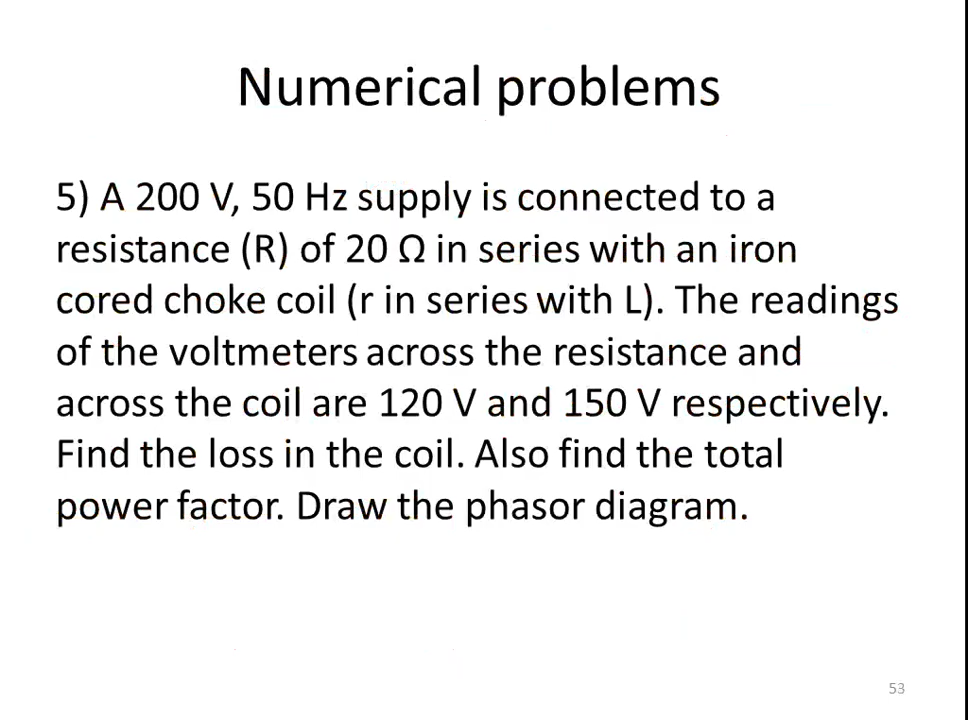 Numerical problems
5) A 200 V, 50 Hz supply is connected to a
resistance (R) of 20 Ω in series with an iron
cored choke coil (r in series with L). The readings
of the voltmeters across the resistance and
across the coil are 120 V and 150 V respectively.
Find the loss in the coil. Also find the total
power factor. Draw the phasor diagram.
53